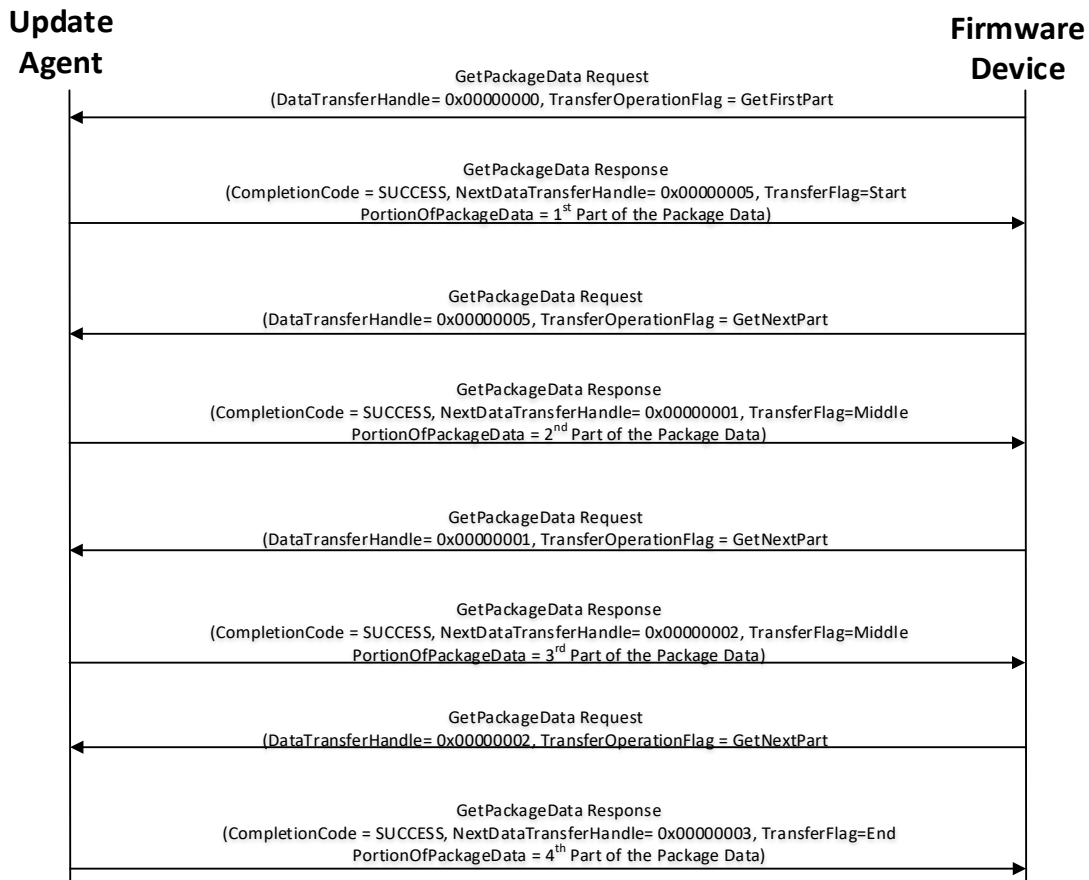 Update
Agent
Firmware
Device
GetPackageData Request
(DataTransferHandle= 0x00000000, TransferOperationFlag = GetFirstPart
GetPackageData Response
(CompletionCode = SUCCESS, NextDataTransferHandle= 0x00000005, TransferFlag=Start
PortionOfPackageData = 1st Part of the Package Data)
GetPackageData Request
(DataTransferHandle= 0x00000005, TransferOperationFlag = GetNextPart
GetPackageData Response
(CompletionCode = SUCCESS, NextDataTransferHandle= 0x00000001, TransferFlag=Middle
PortionOfPackageData = 2nd Part of the Package Data)
GetPackageData Request
(DataTransferHandle= 0x00000001, TransferOperationFlag = GetNextPart
GetPackageData Response
(CompletionCode = SUCCESS, NextDataTransferHandle= 0x00000002, TransferFlag=Middle
PortionOfPackageData = 3rd Part of the Package Data)
GetPackageData Request
(DataTransferHandle= 0x00000002, TransferOperationFlag = GetNextPart
GetPackageData Response
(CompletionCode = SUCCESS, NextDataTransferHandle= 0x00000003, TransferFlag=End
PortionOfPackageData = 4th Part of the Package Data)